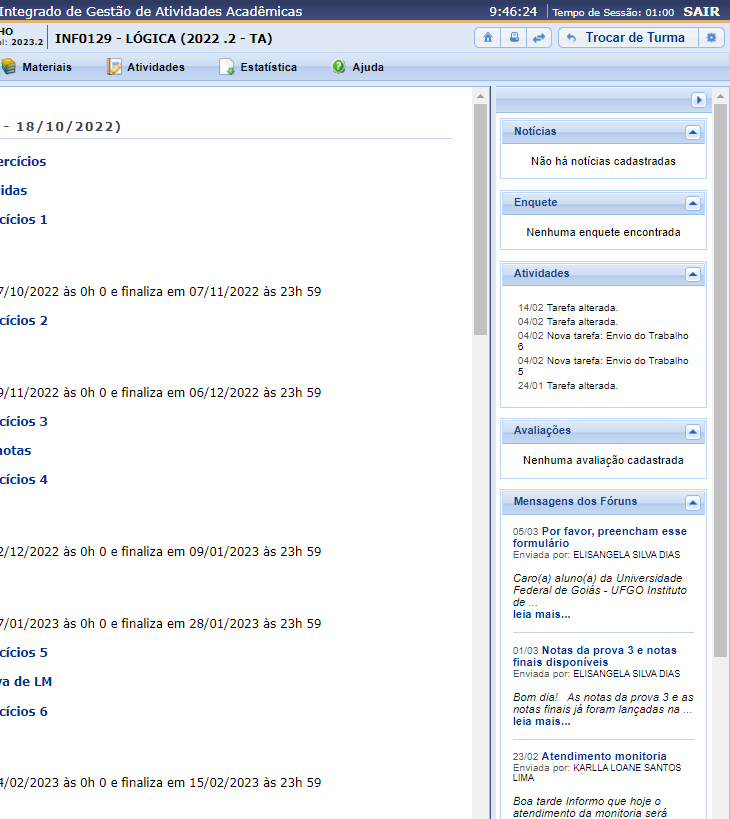 Integrado de Gestão de Atividades Acadêmicas
9:46:24 Tempo de Sessão: 01:00 SAIR
HO
el: 2023.2
INF0129 - LÓGICA (2022 .2 - TA)
Trocar de Turma
Materiais Atividades Estatística Ajuda
- 18/10/2022)
ercícios
idas
cícios 1
7/10/2022 às 0h 0 e finaliza em 07/11/2022 às 23h 59
cícios 2
9/11/2022 às 0h 0 e finaliza em 06/12/2022 às 23h 59
cícios 3
notas
cícios 4
2/12/2022 às 0h 0 e finaliza em 09/01/2023 às 23h 59
7/01/2023 às 0h 0 e finaliza em 28/01/2023 às 23h 59
cícios 5
va de LM
cícios 6
4/02/2023 às 0h 0 e finaliza em 15/02/2023 às 23h 59
Notícias
Não há notícias cadastradas
Enquete
Nenhuma enquete encontrada
Atividades
14/02 Tarefa alterada.
04/02 Tarefa alterada.
04/02 Nova tarefa: Envio do Trabalho
6
04/02 Nova tarefa: Envio do Trabalho
5
24/01 Tarefa alterada.
Avaliações
Nenhuma avaliação cadastrada
Mensagens dos Fóruns
05/03 Por favor, preencham esse
formulário
Enviada por: ELISANGELA SILVA DIAS
Caro(a) aluno(a) da Universidade
Federal de Goiás - UFGO Instituto
de ...
leia mais...
01/03 Notas da prova 3 e notas
finais disponíveis
Enviada por: ELISANGELA SILVA DIAS
Bom dia! As notas da prova 3 e as
notas finais já foram lançadas na ...
leia mais...
23/02 Atendimento monitoria
Enviada por: KARLLA LOANE SANTOS
LIMA
Boa tarde Informo que hoje o
atendimento da monitoria será